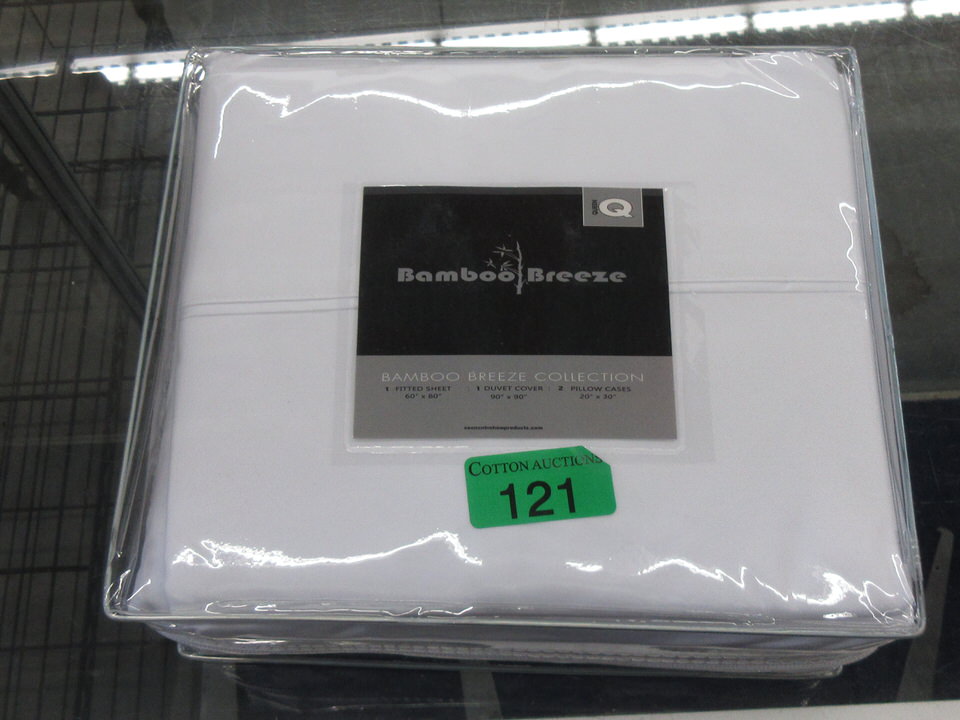 QUEEN Q
Bamboo Breeze
BAMBOO BREEZE COLLECTION
1 FITTED SHEET : 1 DUVET COVER : 2 PILLOW CASES
60" x 80" 90" x 90" 20" x 30"
COTTON AUCTIONS
121